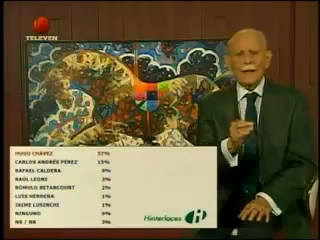 TELEVEN
HUGO CHÁVEZ 57%
CARLOS ANDRÉS PÉREZ 15%
RAFAEL CALDERA 9%
RAÚL LEONI 3%
RÓMULO BETANCOURT 2%
LUIS HERRERA 1%
JAIME LUSINCHI 1%
NINGUNO 9%
NS / NR 3%
Hinterlaces